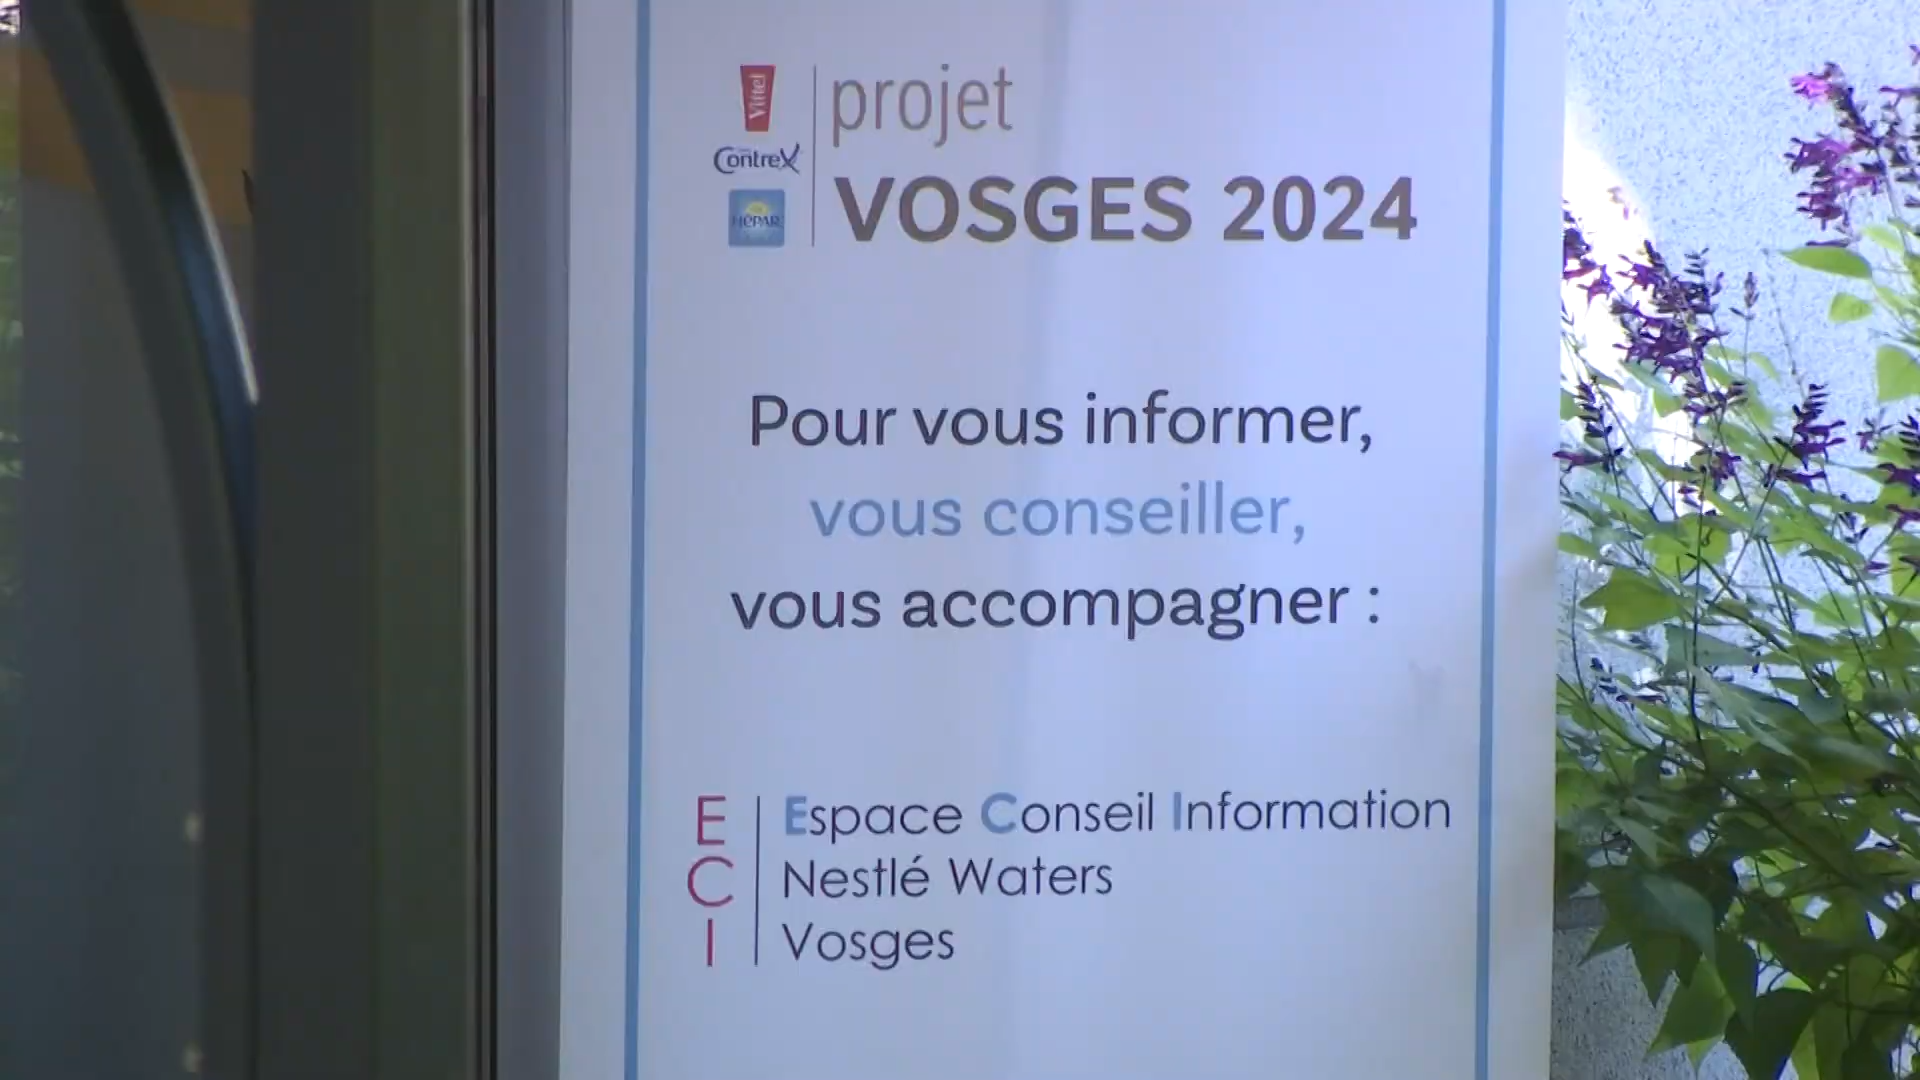 Vittel
Contrex
HÉPAR
projet
VOSGES 2024
Pour vous informer,
vous conseiller,
vous accompagner :
E
C
I
Espace Conseil Information
Nestlé Waters
Vosges